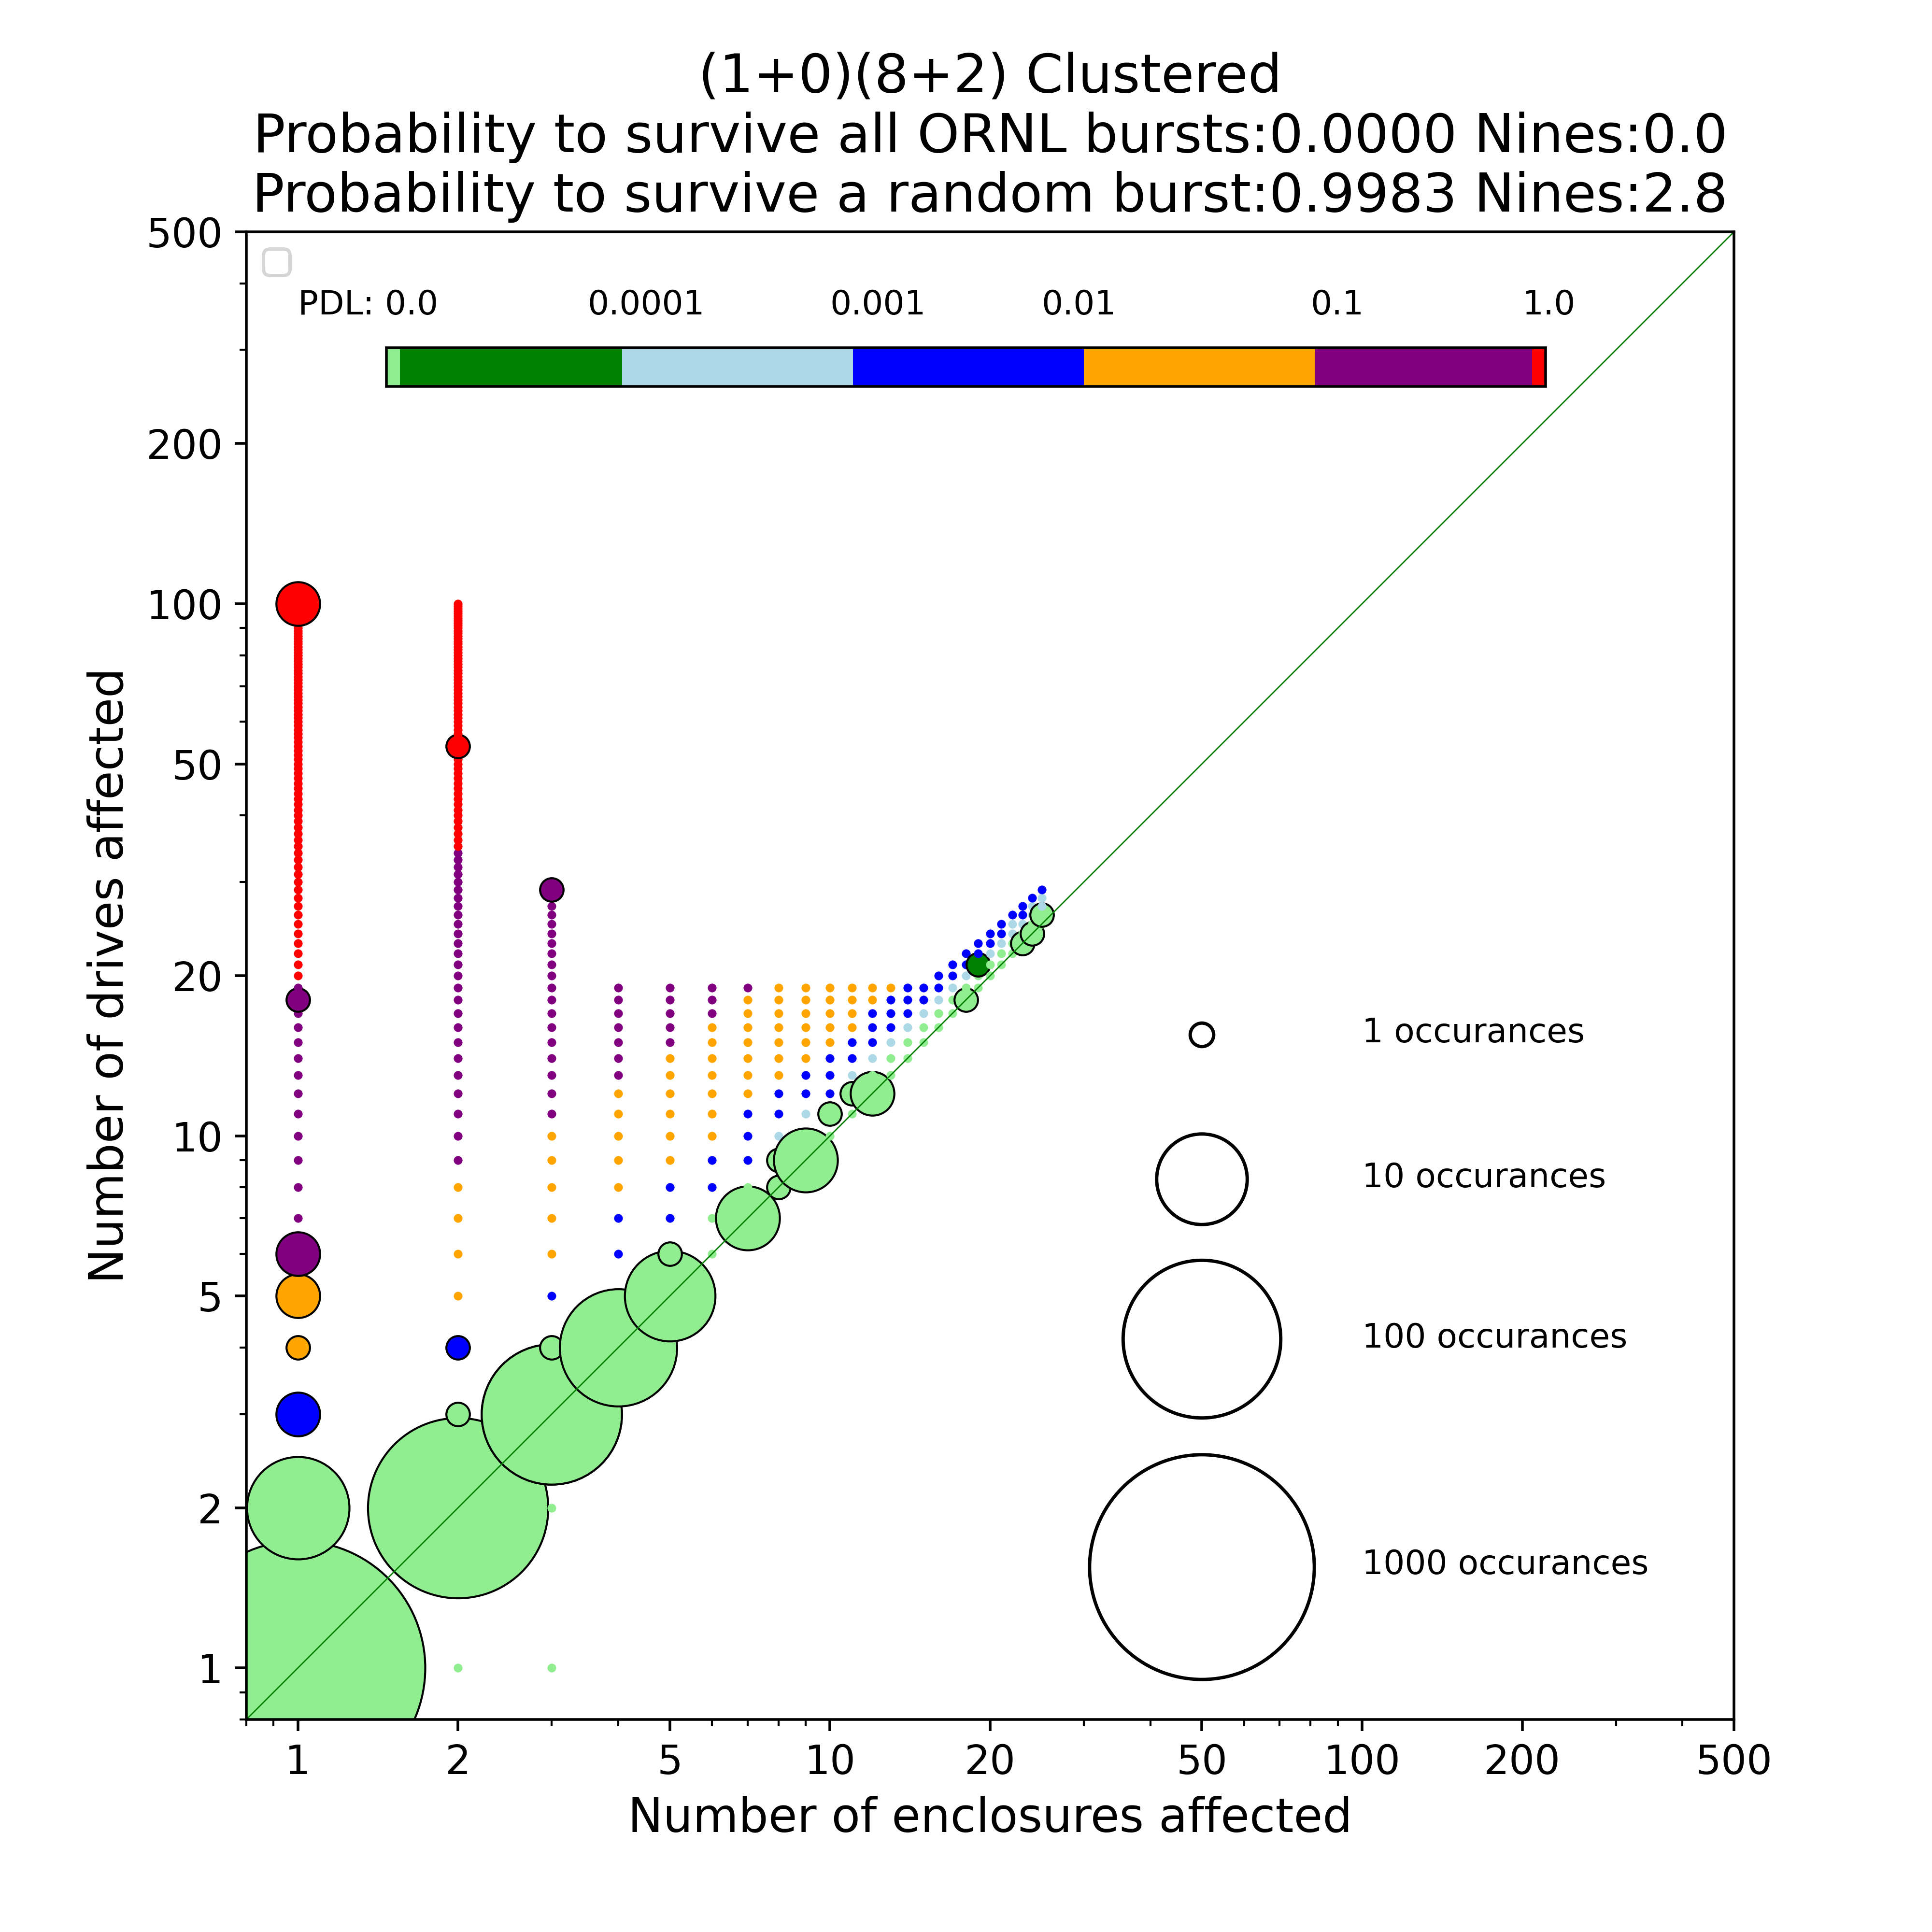 (1+0)(8+2) Clustered
Probability to survive all ORNL bursts:0.0000 Nines:0.0
Probability to survive a random burst:0.9983 Nines:2.8
500
200
100
50
20
10
5
2
1
Number of drives affected
PDL: 0.0 0.0001 0.001 0.01 0.1 1.0
1 occurances
10 occurances
100 occurances
1000 occurances
1 2 5 10 20 50 100 200 500
Number of enclosures affected